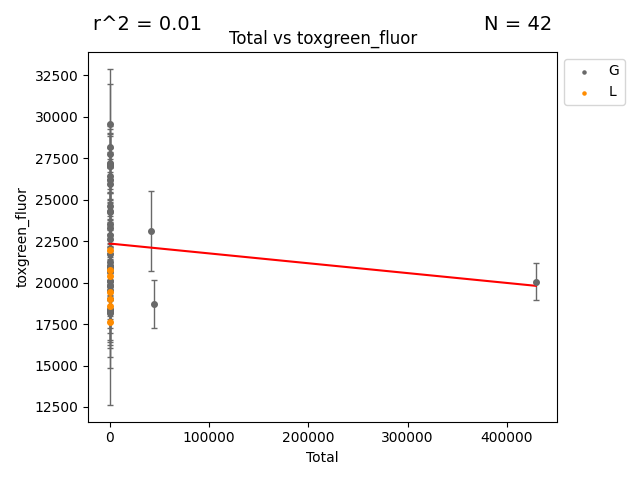 r^2 = 0.01
N = 42
Total vs toxgreen_fluor
32500
30000
27500
25000
22500
20000
17500
15000
12500
toxgreen_fluor
0
100000
200000
300000
400000
Total
G
L